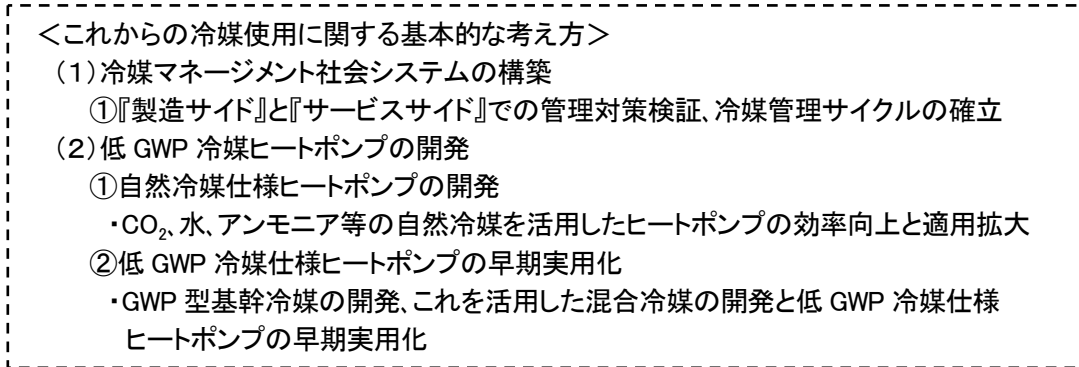 ＜これからの冷媒使用に関する基本的な考え方＞
（１）冷媒マネージメント社会システムの構築
①『製造サイド』と『サービスサイド』での管理対策検証、冷媒管理サイクルの確立
（２）低 GWP 冷媒ヒートポンプの開発
①自然冷媒仕様ヒートポンプの開発
・CO₂、水、アンモニア等の自然冷媒を活用したヒートポンプの効率向上と適用拡大
②低 GWP 冷媒仕様ヒートポンプの早期実用化
・GWP 型基幹冷媒の開発、これを活用した混合冷媒の開発と低 GWP 冷媒仕様
ヒートポンプの早期実用化